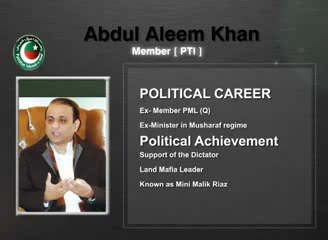 Abdul Aleem Khan
Member [ PTI ]
POLITICAL CAREER
Ex- Member PML (Q)
Ex-Minister in Musharaf regime
Political Achievement
Support of the Dictator
Land Mafia Leader
Known as Mini Malik Riaz